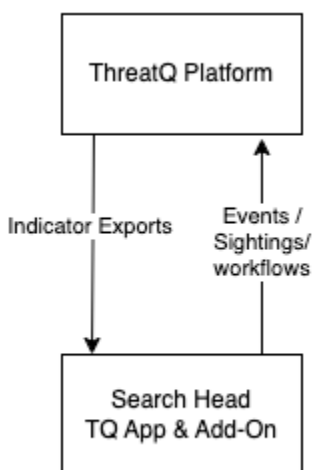 ThreatQ Platform
Indicator Exports
Events /
Sightings/
workflows
Search Head
TQ App & Add-On